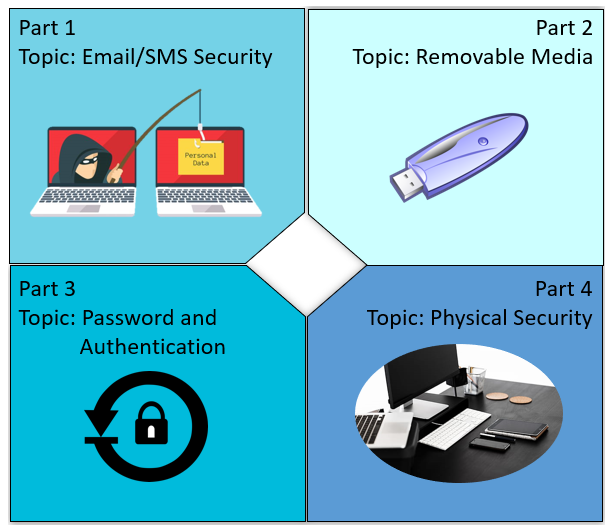 Part 1
Topic: Email/SMS Security
Personal
Data
Part 2
Topic: Removable Media
Part 3
Topic: Password and
Authentication
Part 4
Topic: Physical Security